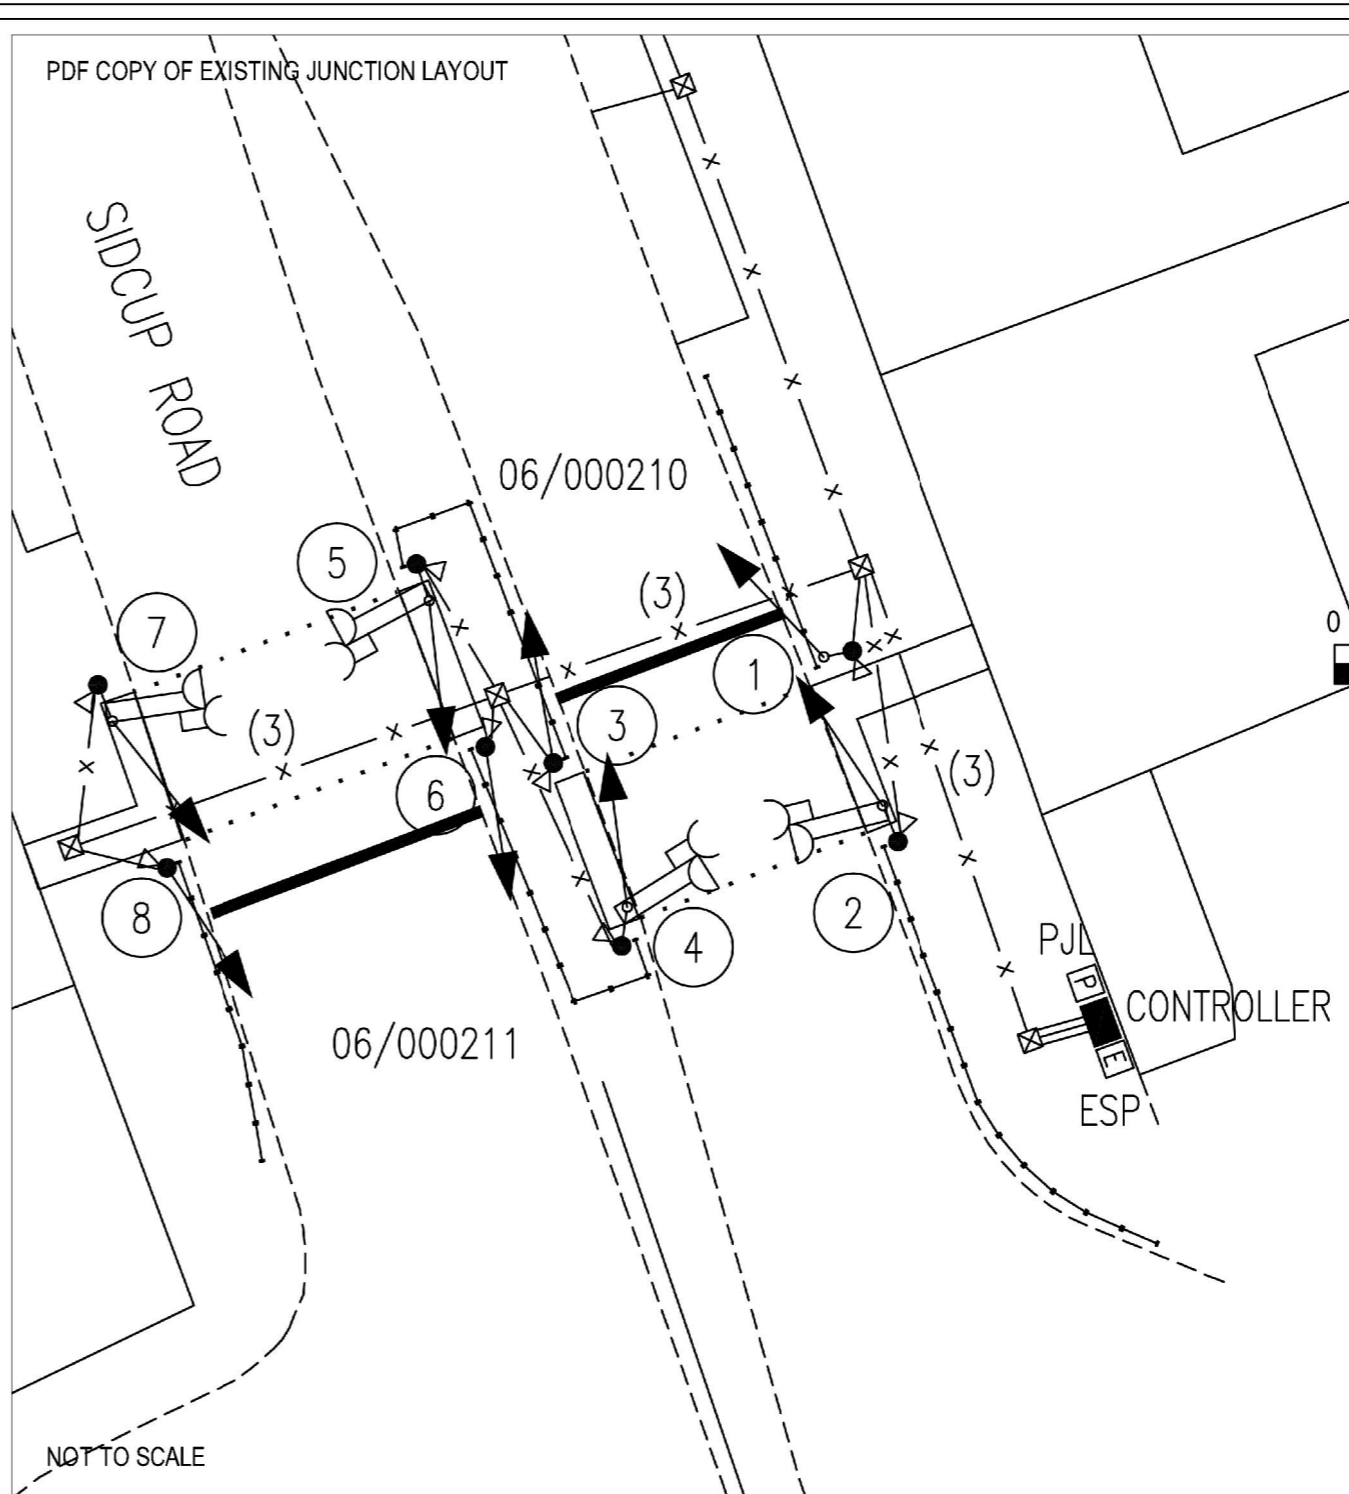 PDF COPY OF EXISTING JUNCTION LAYOUT
SIDCUP ROAD
06/000210
5
(3)
0
7
1
3
(3)
6
(3)
2
8
4
PJL
P
CONTROLLER
06/000211
E
ESP
NOT TO SCALE